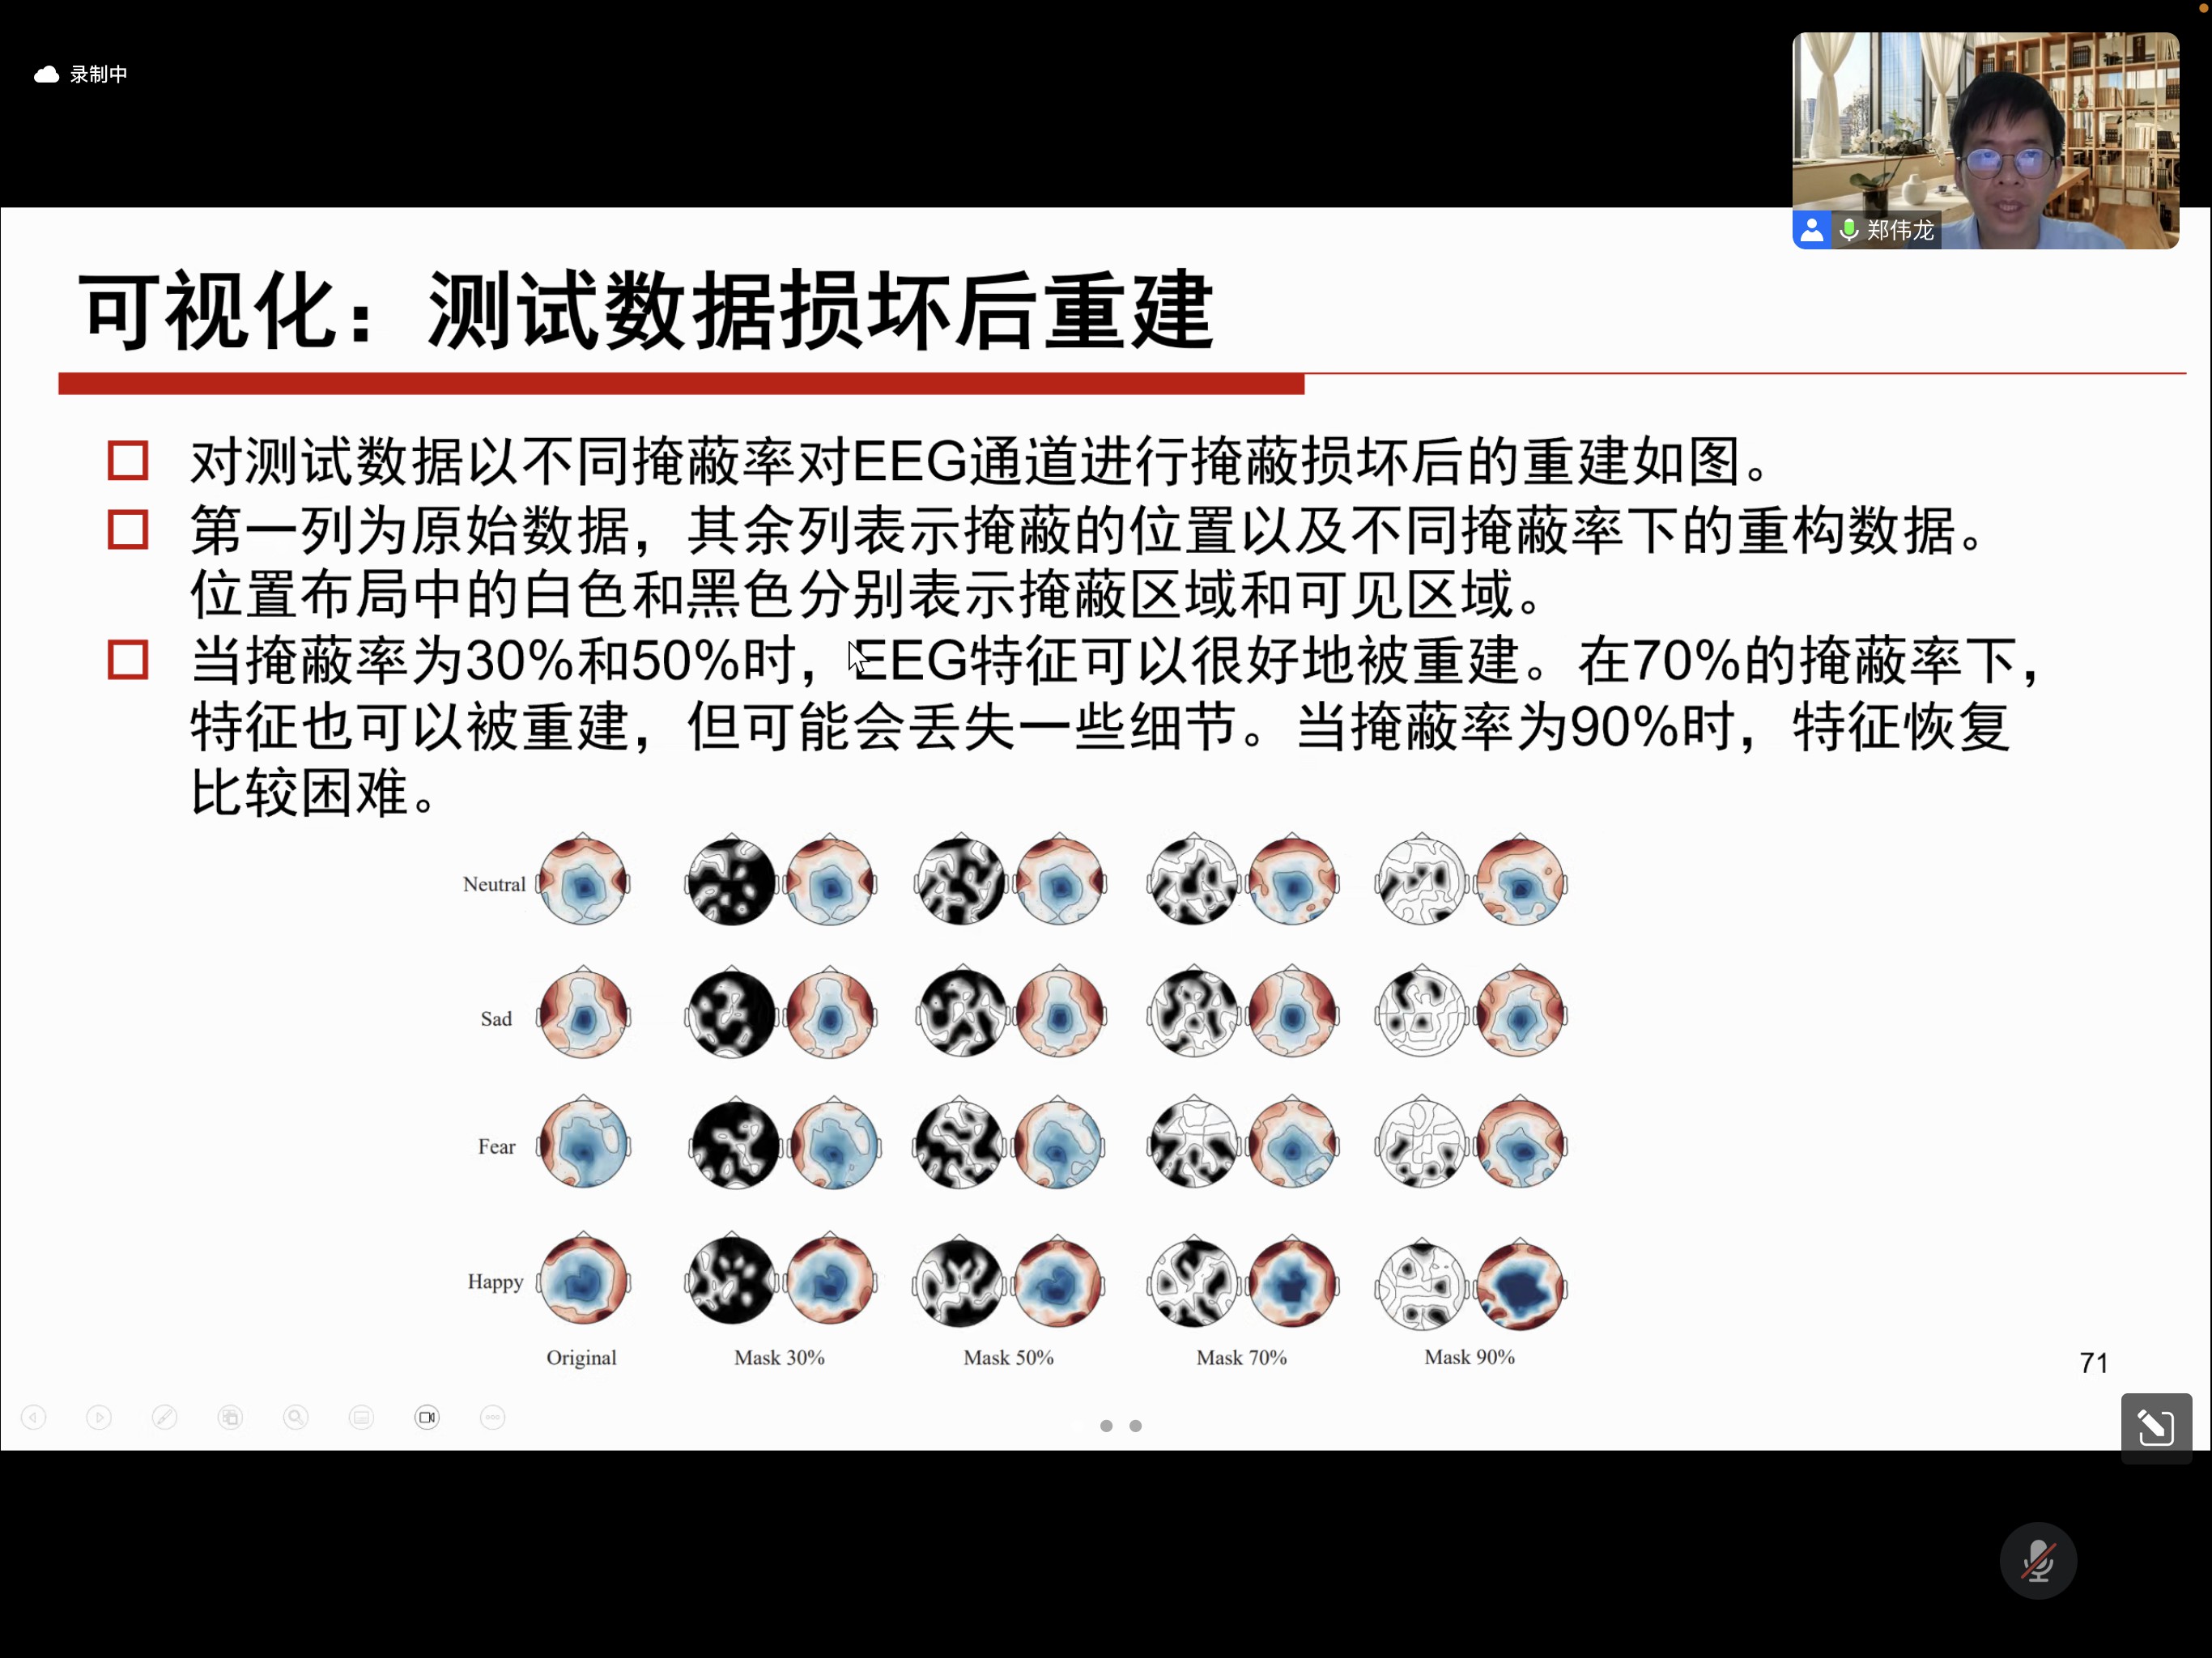 录制中
郑伟龙
可视化：测试数据损坏后重建
对测试数据以不同掩蔽率对EEG通道进行掩蔽损坏后的重建如图。
第一列为原始数据，其余列表示掩蔽的位置以及不同掩蔽率下的重构数据。
位置布局中的白色和黑色分别表示掩蔽区域和可见区域。
当掩蔽率为30%和50%时，EEG特征可以很好地被重建。在70%的掩蔽率下，
特征也可以被重建，但可能会丢失一些细节。当掩蔽率为90%时，特征恢复
比较困难。
Neutral
Sad
Fear
Happy
Original Mask 30% Mask 50% Mask 70% Mask 90%
71